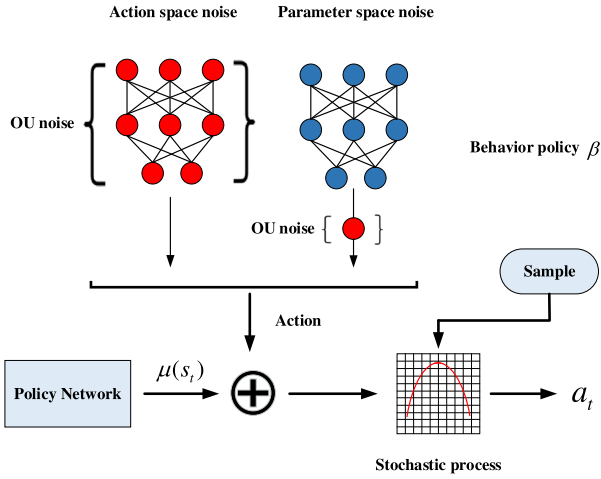 Action space noise
Parameter space noise
OU noise
Behavior policy β
OU noise { }
Sample
Action
Policy Network
μ(s_t)
a_t
Stochastic process